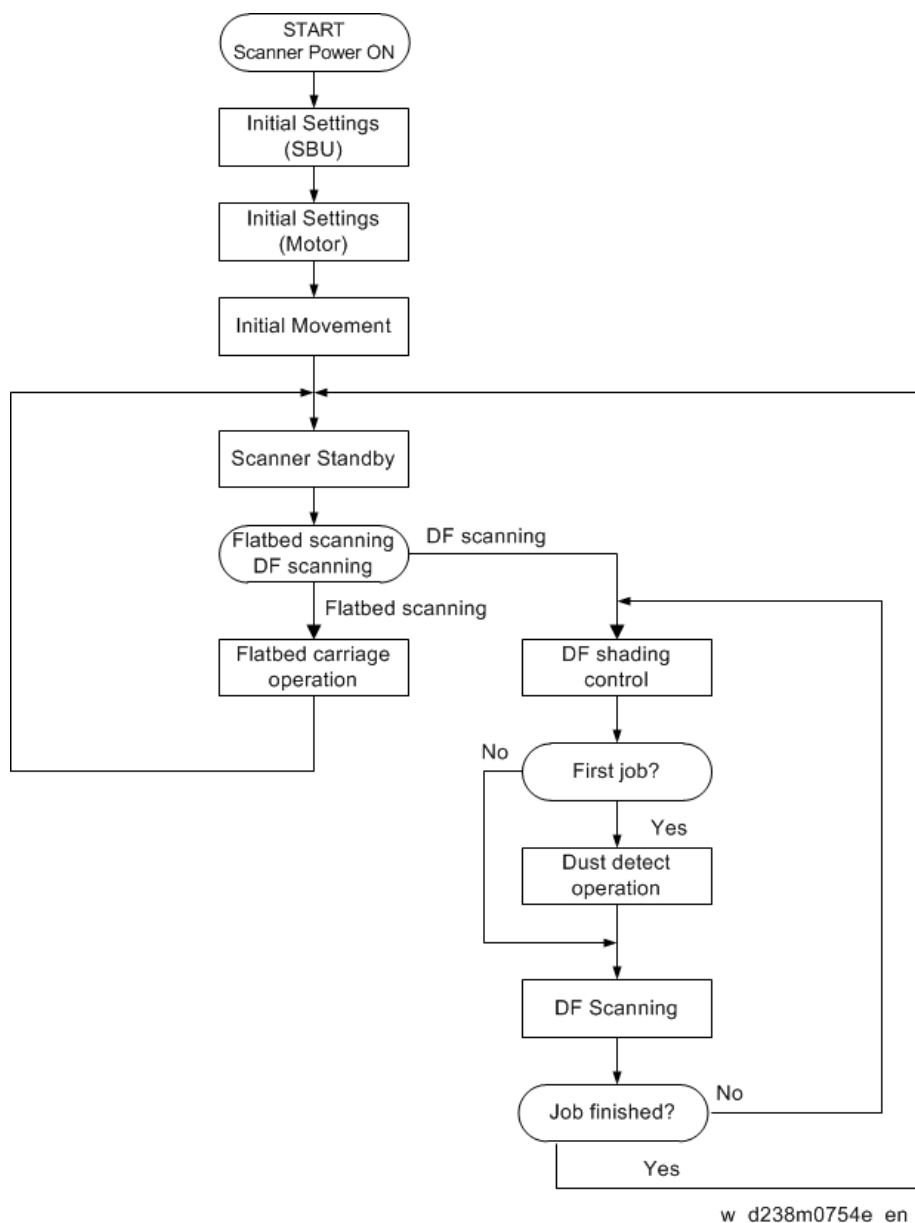 START
Scanner Power ON
Initial Settings
(SBU)
Initial Settings
(Motor)
Initial Movement
Scanner Standby
Flatbed scanning
DF scanning
DF scanning
Flatbed scanning
Flatbed carriage
operation
DF shading
control
No
First job?
Yes
Dust detect
operation
DF Scanning
Job finished?
No
Yes
w_d238m0754e_en